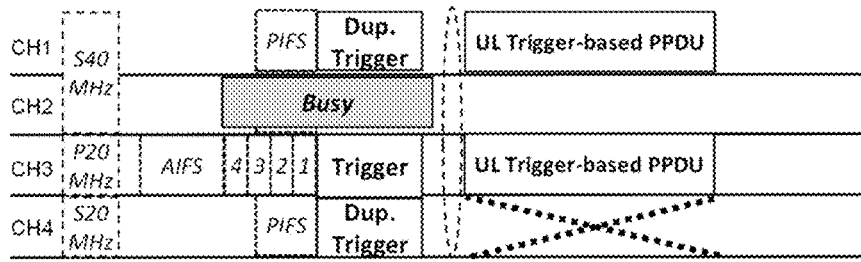 CH1
S40
MHz
PIFS
Dup.
Trigger
UL Trigger-based PPDU
CH2
Busy
CH3
P20
MHz
AIFS
4
3
2
1
Trigger
UL Trigger-based PPDU
CH4
S20
MHz
PIFS
Dup.
Trigger